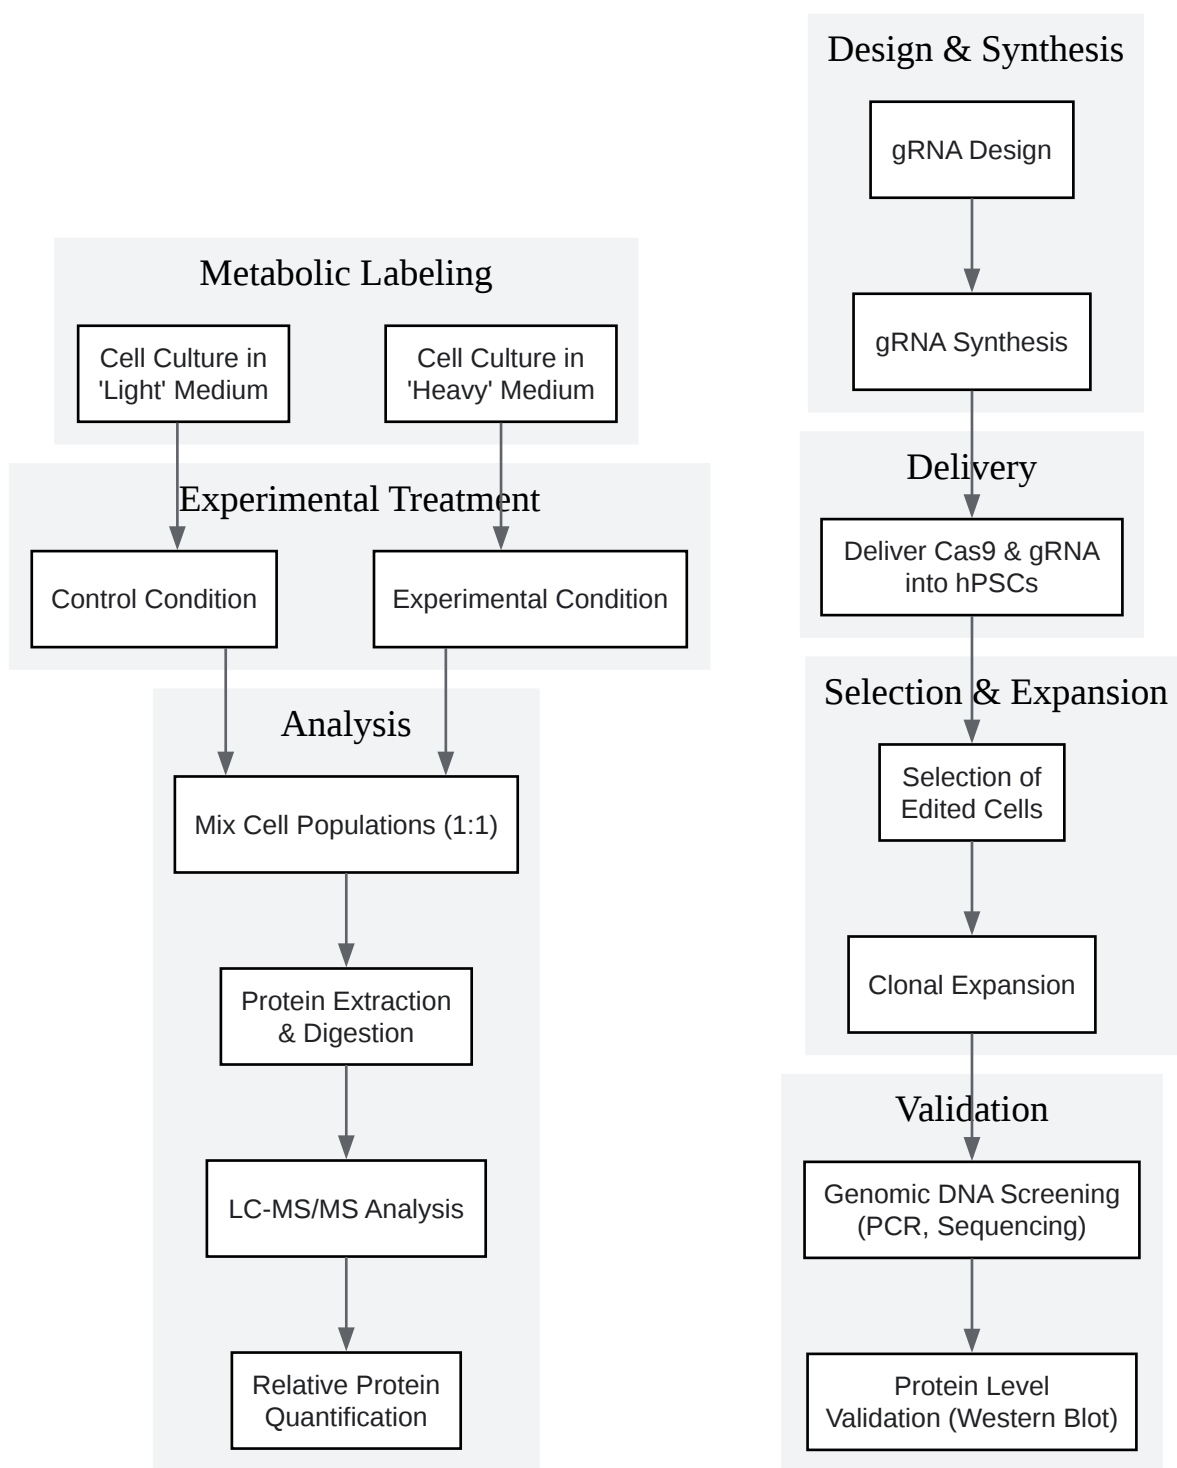 Metabolic Labeling
Cell Culture in
'Light' Medium
Cell Culture in
'Heavy' Medium
Experimental Treatment
Control Condition
Experimental Condition
Analysis
Mix Cell Populations (1:1)
Protein Extraction
& Digestion
LC-MS/MS Analysis
Relative Protein
Quantification
Design & Synthesis
gRNA Design
gRNA Synthesis
Delivery
Deliver Cas9 & gRNA
into hPSCs
Selection & Expansion
Selection of
Edited Cells
Clonal Expansion
Validation
Genomic DNA Screening
(PCR, Sequencing)
Protein Level
Validation (Western Blot)